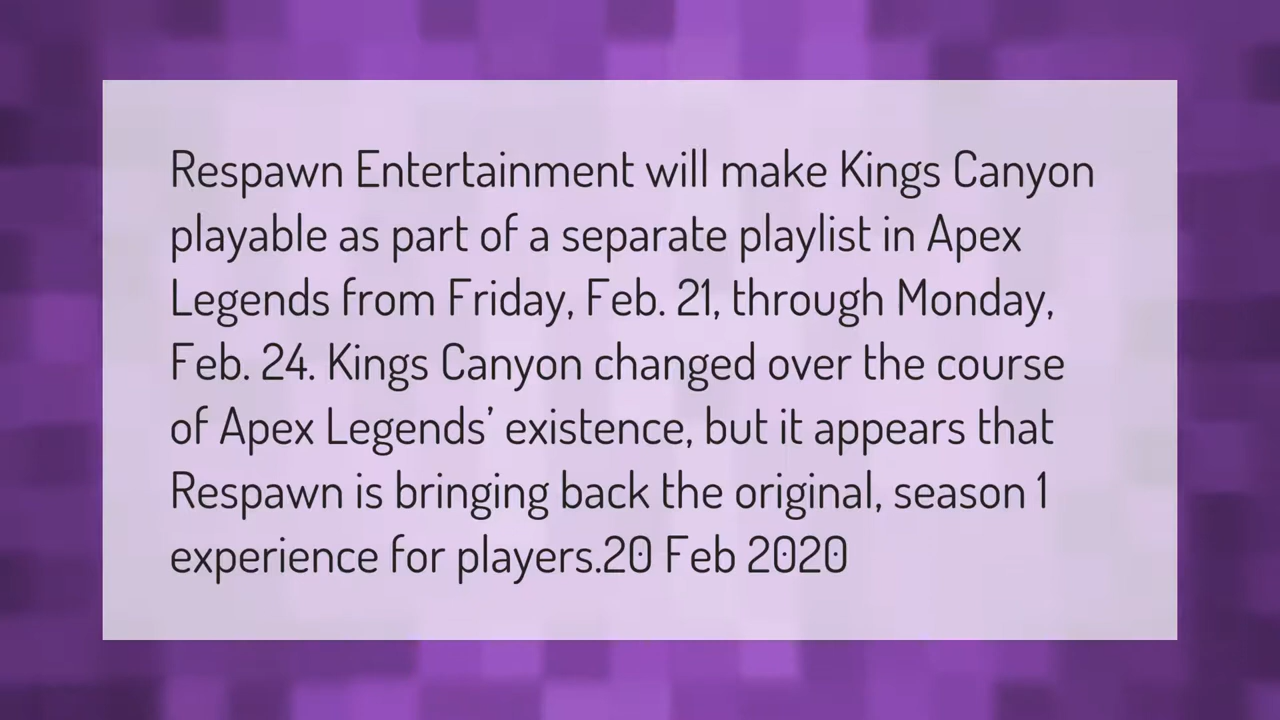 Respawn Entertainment will make Kings Canyon
playable as part of a separate playlist in Apex
Legends from Friday, Feb. 21, through Monday,
Feb. 24. Kings Canyon changed over the course
of Apex Legends’ existence, but it appears that
Respawn is bringing back the original, season 1
experience for players.20 Feb 2020